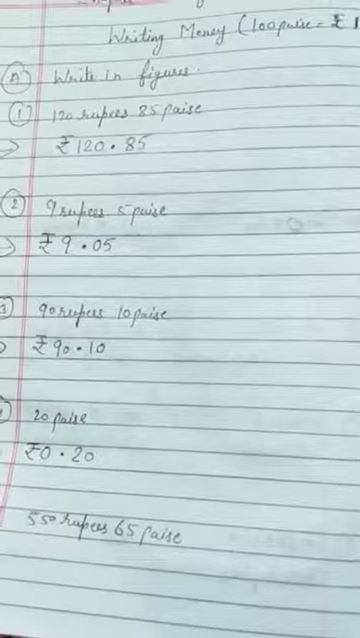 Writing Money (100 paise = ₹ 1
(A) Write in figures.
(1) 120 rupees 85 paise
₹120.85
(2) 9 rupees 5 paise
₹9.05
3) 90 rupees 10 paise
₹90.10
20 paise
₹0.20
550 rupees 65 paise